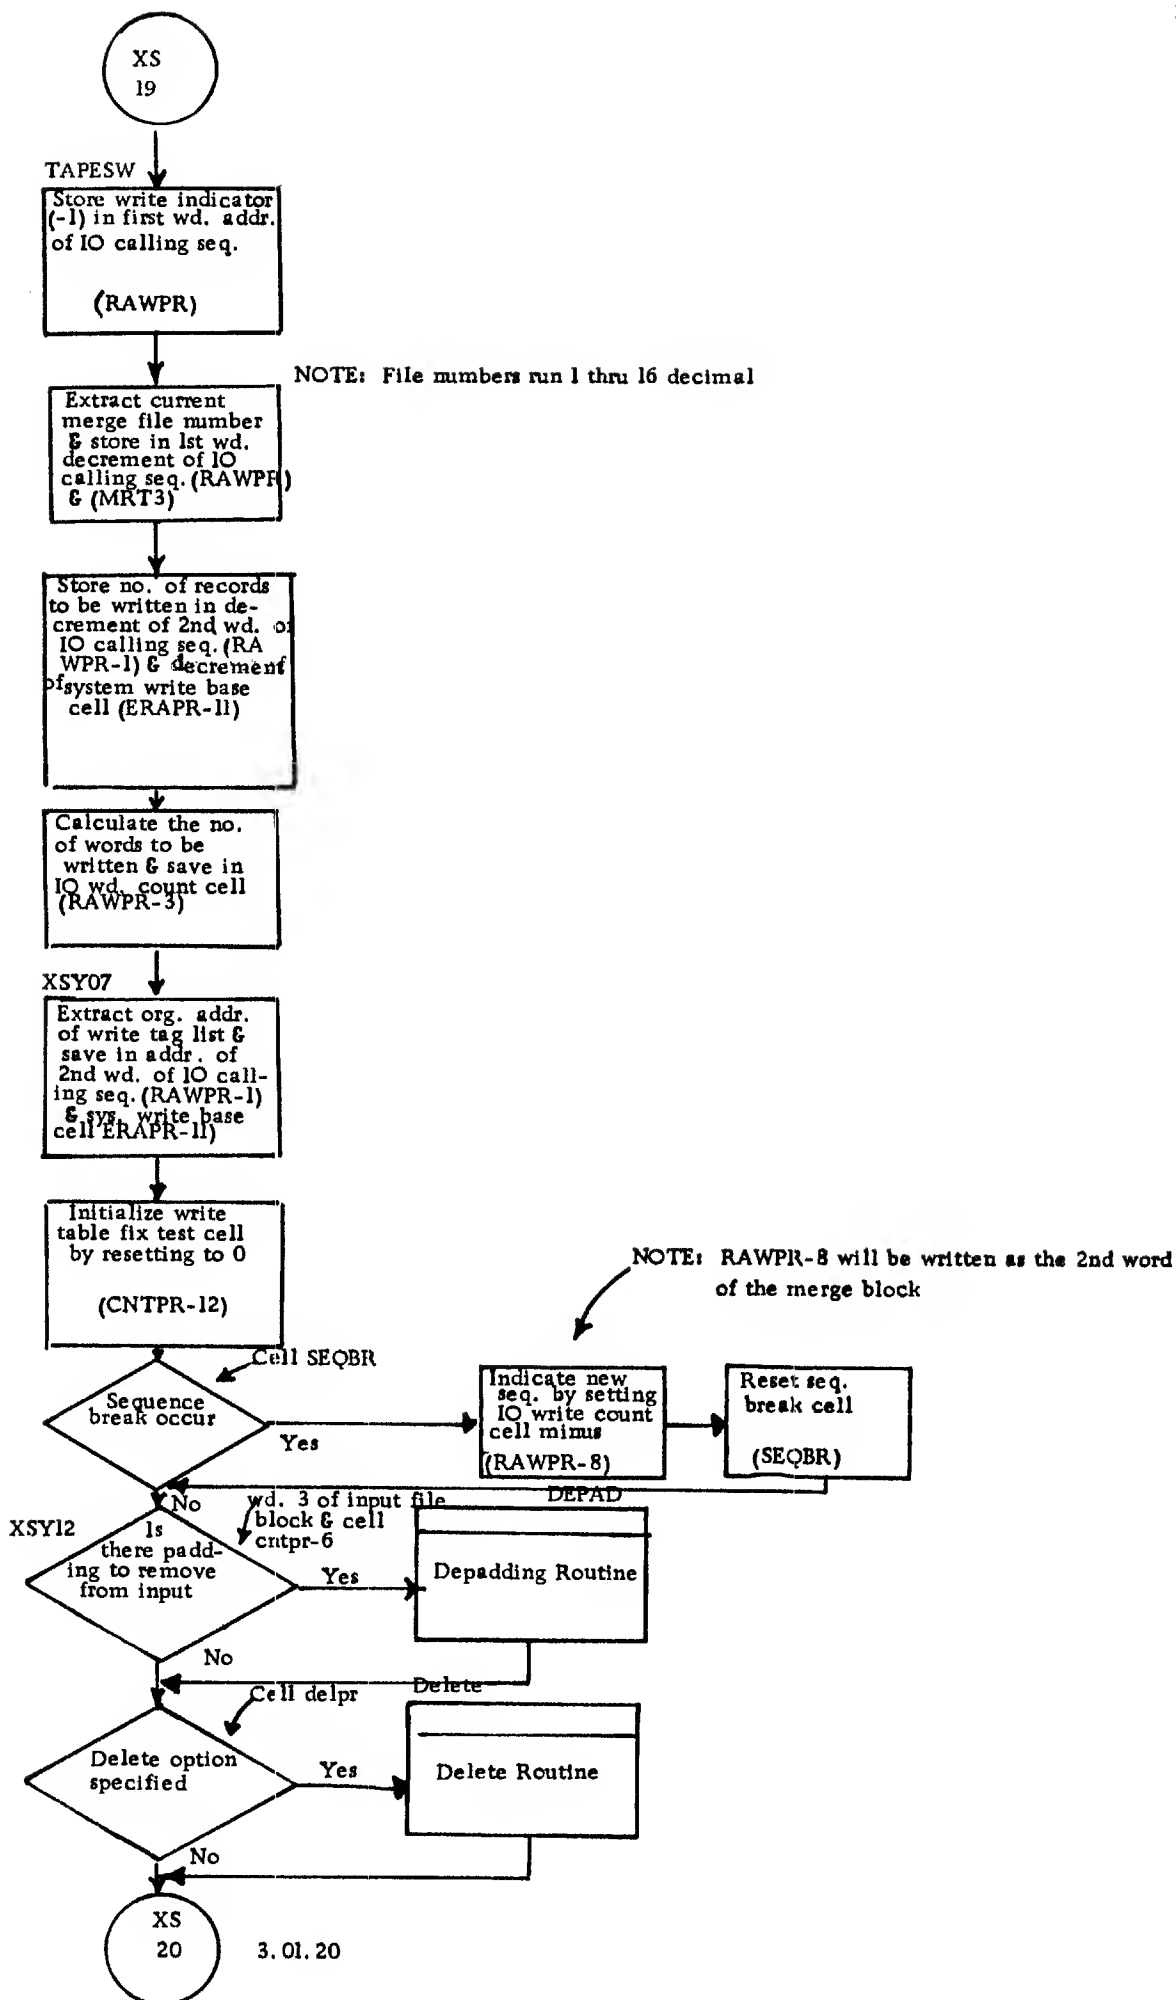 XS
19
TAPESW
Store write indicator
(-1) in first wd. addr.
of IO calling seq.
(RAWPR)
NOTE: File numbers run 1 thru 16 decimal
Extract current
merge file number
& store in 1st wd.
decrement of IO
calling seq. (RAWPR)
& (MRT3)
Store no. of records
to be written in de-
crement of 2nd wd. of
IO calling seq. (RA
WPR-1) & decrement
of system write base
cell (ERAPR-11)
Calculate the no.
of words to be
written & save in
IO wd. count cell
(RAWPR-3)
XSY07
Extract org. addr.
of write tag list &
save in addr. of
2nd wd. of IO call-
ing seq. (RAWPR-1)
& sys. write base
cell ERAPR-11)
Initialize write
table fix test cell
by resetting to 0
(CNTPR-12)
NOTE: RAWPR-8 will be written as the 2nd word
of the merge block
Cell SEQBR
Sequence
break occur
Yes
Indicate new
seq. by setting
IO write count
cell minus
(RAWPR-8)
Reset seq.
break cell
(SEQBR)
No
XSY12
Is
there padd-
ing to remove
from input
wd. 3 of input file
block & cell
cntpr-6
Yes
DEPAD
Depadding Routine
No
Cell delpr
Delete option
specified
Yes
Delete
Delete Routine
No
XS
20
3.01.20